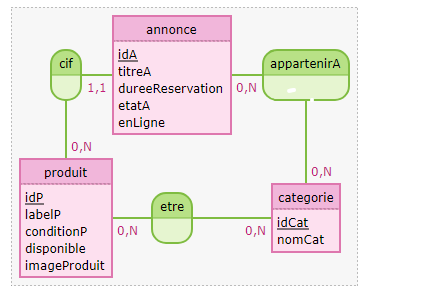 annonce
idA
titreA
dureeReservation
etatA
enLigne
cif
appartenirA
1,1
0,N
0,N
0,N
produit
idP
labelP
conditionP
disponible
imageProduit
etre
0,N
0,N
categorie
idCat
nomCat